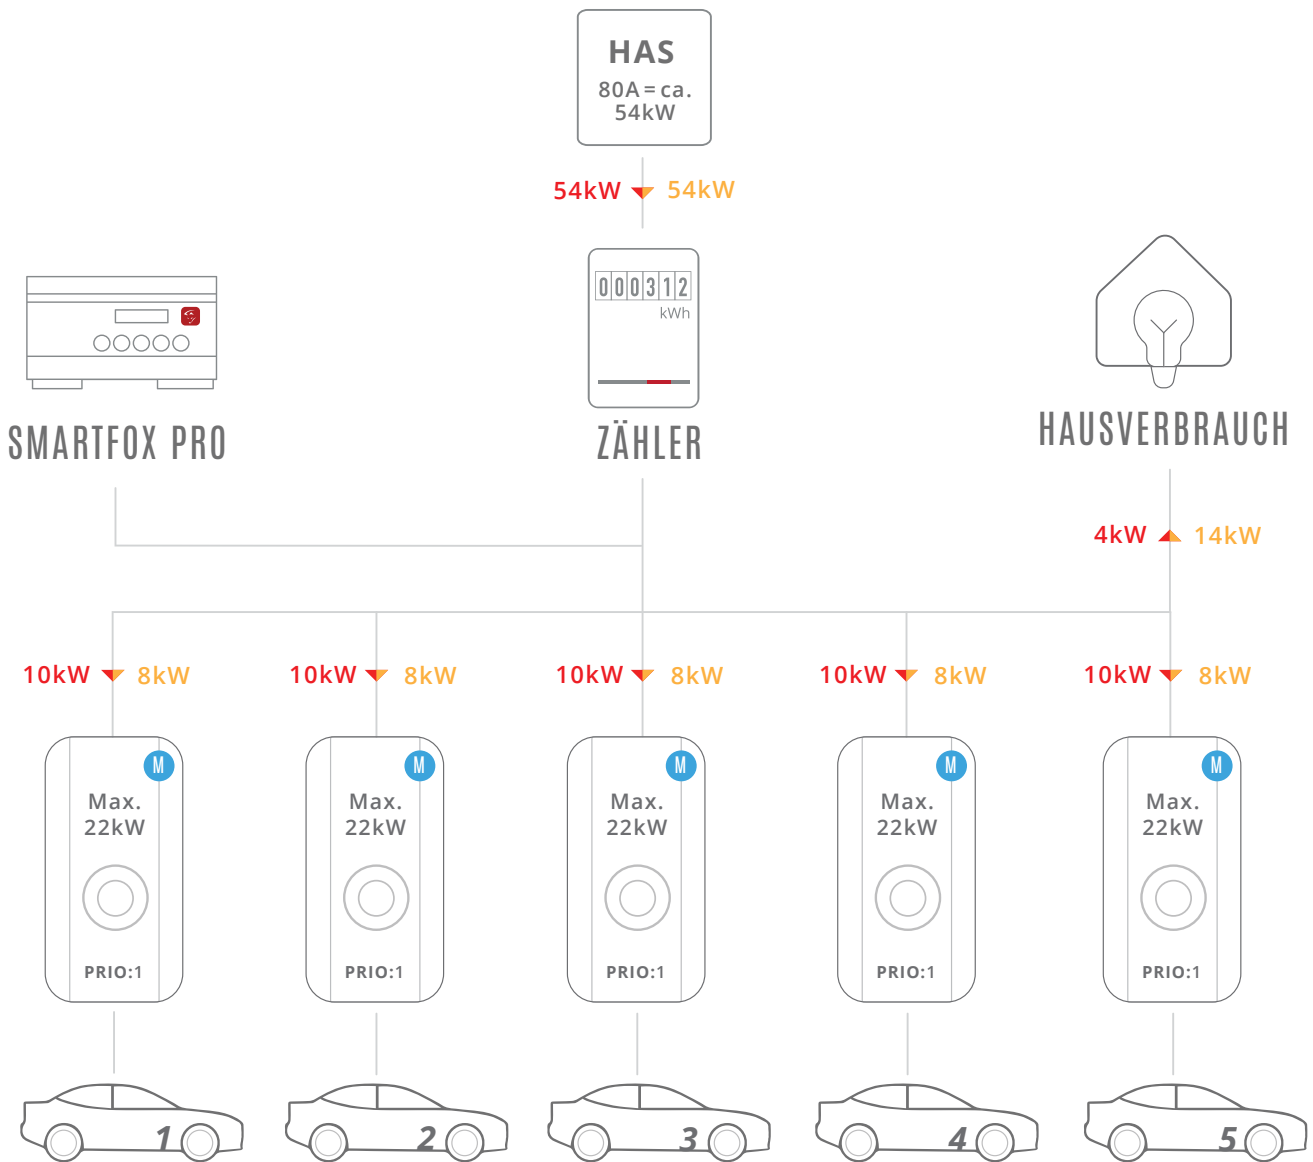 HAS
80A = ca.
54kW
54kW 54kW
000312
kWh
SMARTFOX PRO
ZÄHLER
HAUSVERBRAUCH
4kW 14kW
10kW 8kW
10kW 8kW
10kW 8kW
10kW 8kW
10kW 8kW
M
Max.
22kW
PRIO:1
M
Max.
22kW
PRIO:1
M
Max.
22kW
PRIO:1
M
Max.
22kW
PRIO:1
M
Max.
22kW
PRIO:1
1
2
3
4
5